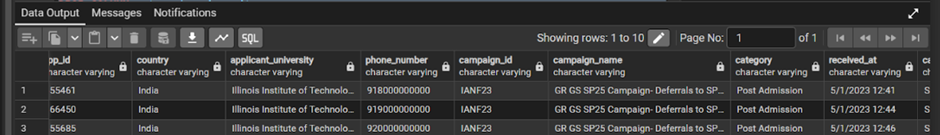 Data Output Messages Notifications
SQL Showing rows: 1 to 10 Page No: 1 of 1
pp_id country applicant_university phone_number campaign_id campaign_name category received_at
character varying character varying character varying character varying character varying character varying character varying character varying
1 55461 India Illinois Institute of Technolo... 918000000000 IANF23 GR GS SP25 Campaign- Deferrals to SP... Post Admission 5/1/2023 12:41
2 66450 India Illinois Institute of Technolo... 919000000000 IANF23 GR GS SP25 Campaign- Deferrals to SP... Post Admission 5/1/2023 12:44
3 55685 India Illinois Institute of Technolo... 920000000000 IANF23 GR GS SP25 Campaign- Deferrals to SP... Post Admission 5/1/2023 12:46